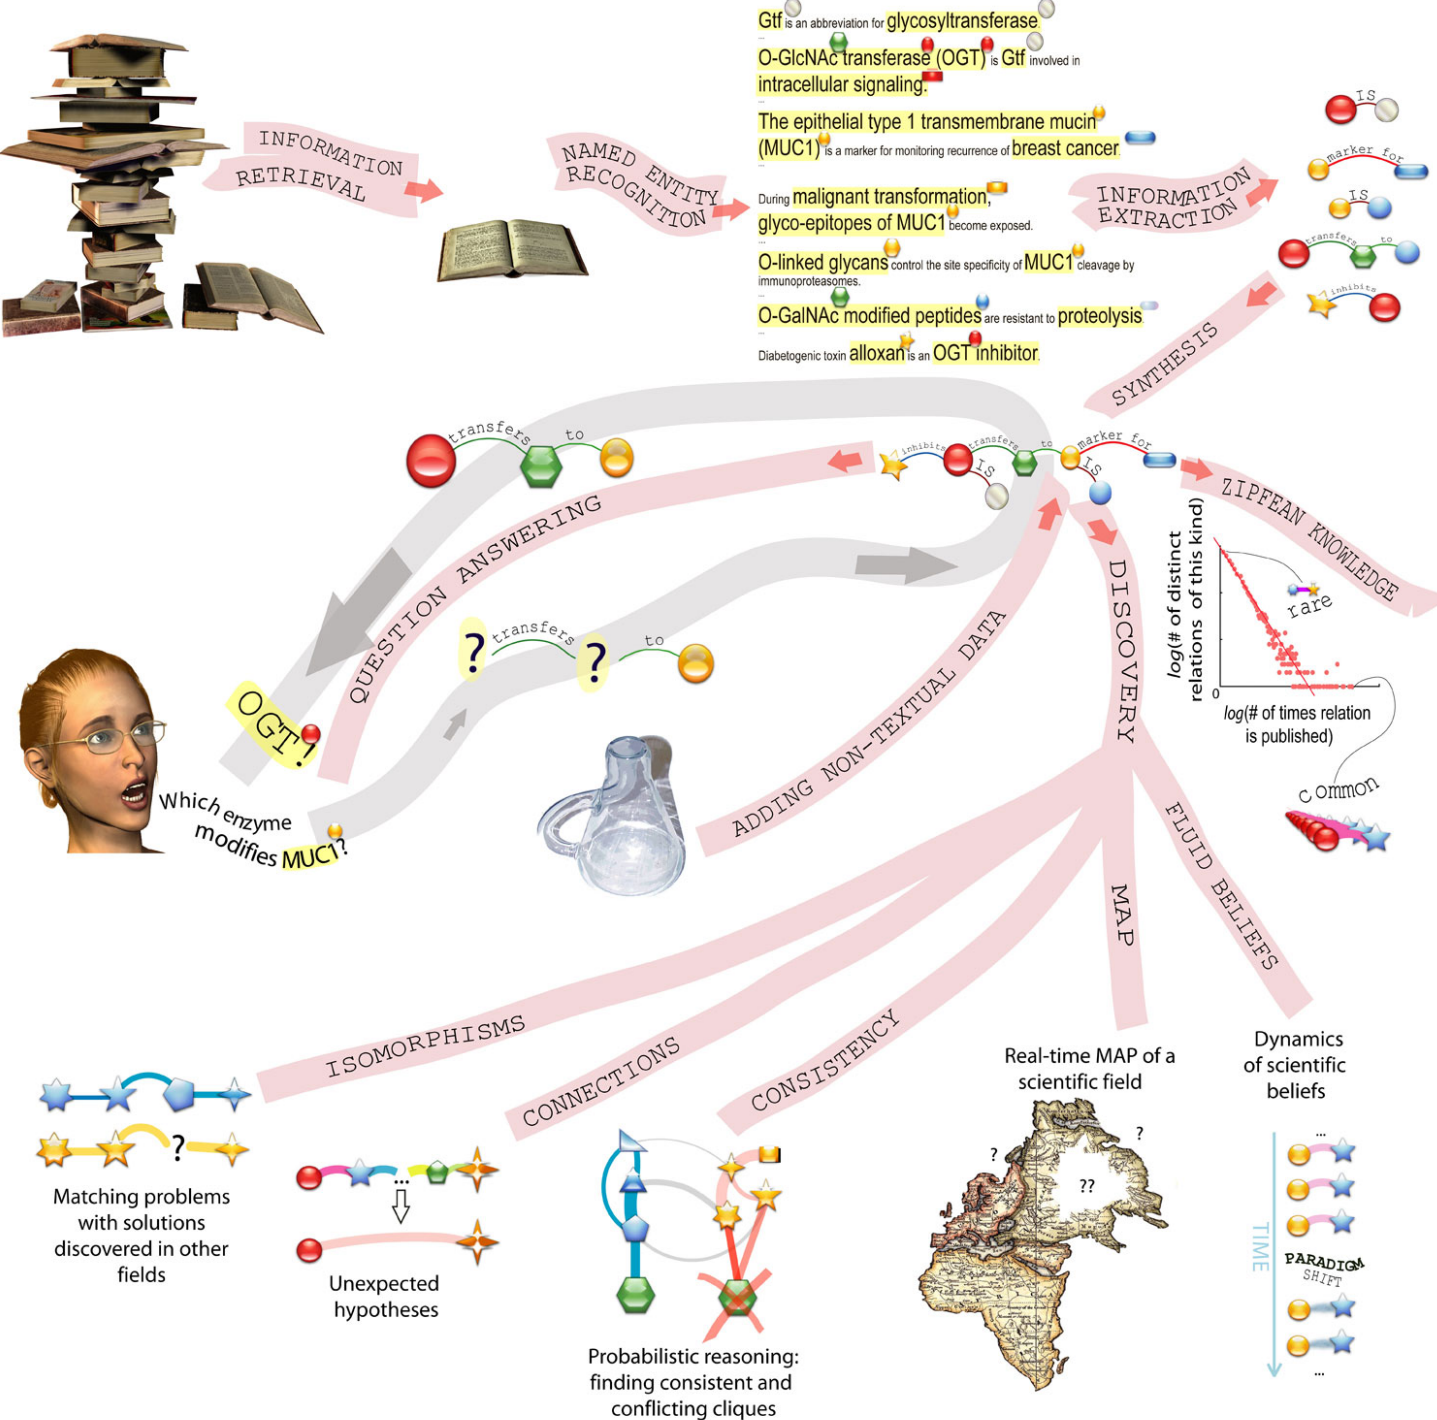 Gtf is an abbreviation for glycosyltransferase.
...
O-GlcNAc transferase (OGT) is Gtf involved in
intracellular signaling.
...
The epithelial type 1 transmembrane mucin
(MUC1) is a marker for monitoring recurrence of breast cancer.
...
During malignant transformation,
glyco-epitopes of MUC1 become exposed.
...
O-linked glycans control the site specificity of MUC1 cleavage by
immunoproteasomes.
...
O-GalNAc modified peptides are resistant to proteolysis
...
Diabetogenic toxin alloxan is an OGT inhibitor.
INFORMATION
RETRIEVAL
NAMED ENTITY
RECOGNITION
INFORMATION
EXTRACTION
IS
marker for
IS
transfers to
inhibits
SYNTHESIS
inhibits transfers to marker for
IS
IS
transfers to
QUESTION ANSWERING
? transfers ? to
OGT!
Which enzyme
modifies MUC1?
ADDING NON-TEXTUAL DATA
DISCOVERY
ZIPFEAN KNOWLEDGE
log(# of distinct
relations of this kind)
rare
0
log(# of times relation
is published)
common
ISOMORPHISMS
CONNECTIONS
CONSISTENCY
MAP
FLUID BELIEFS
?
Matching problems
with solutions
discovered in other
fields
...
Unexpected
hypotheses
Probabilistic reasoning:
finding consistent and
conflicting cliques
Real-time MAP of a
scientific field
?
?
??
Dynamics
of scientific
beliefs
...
TIME
PARADIGM
SHIFT
...